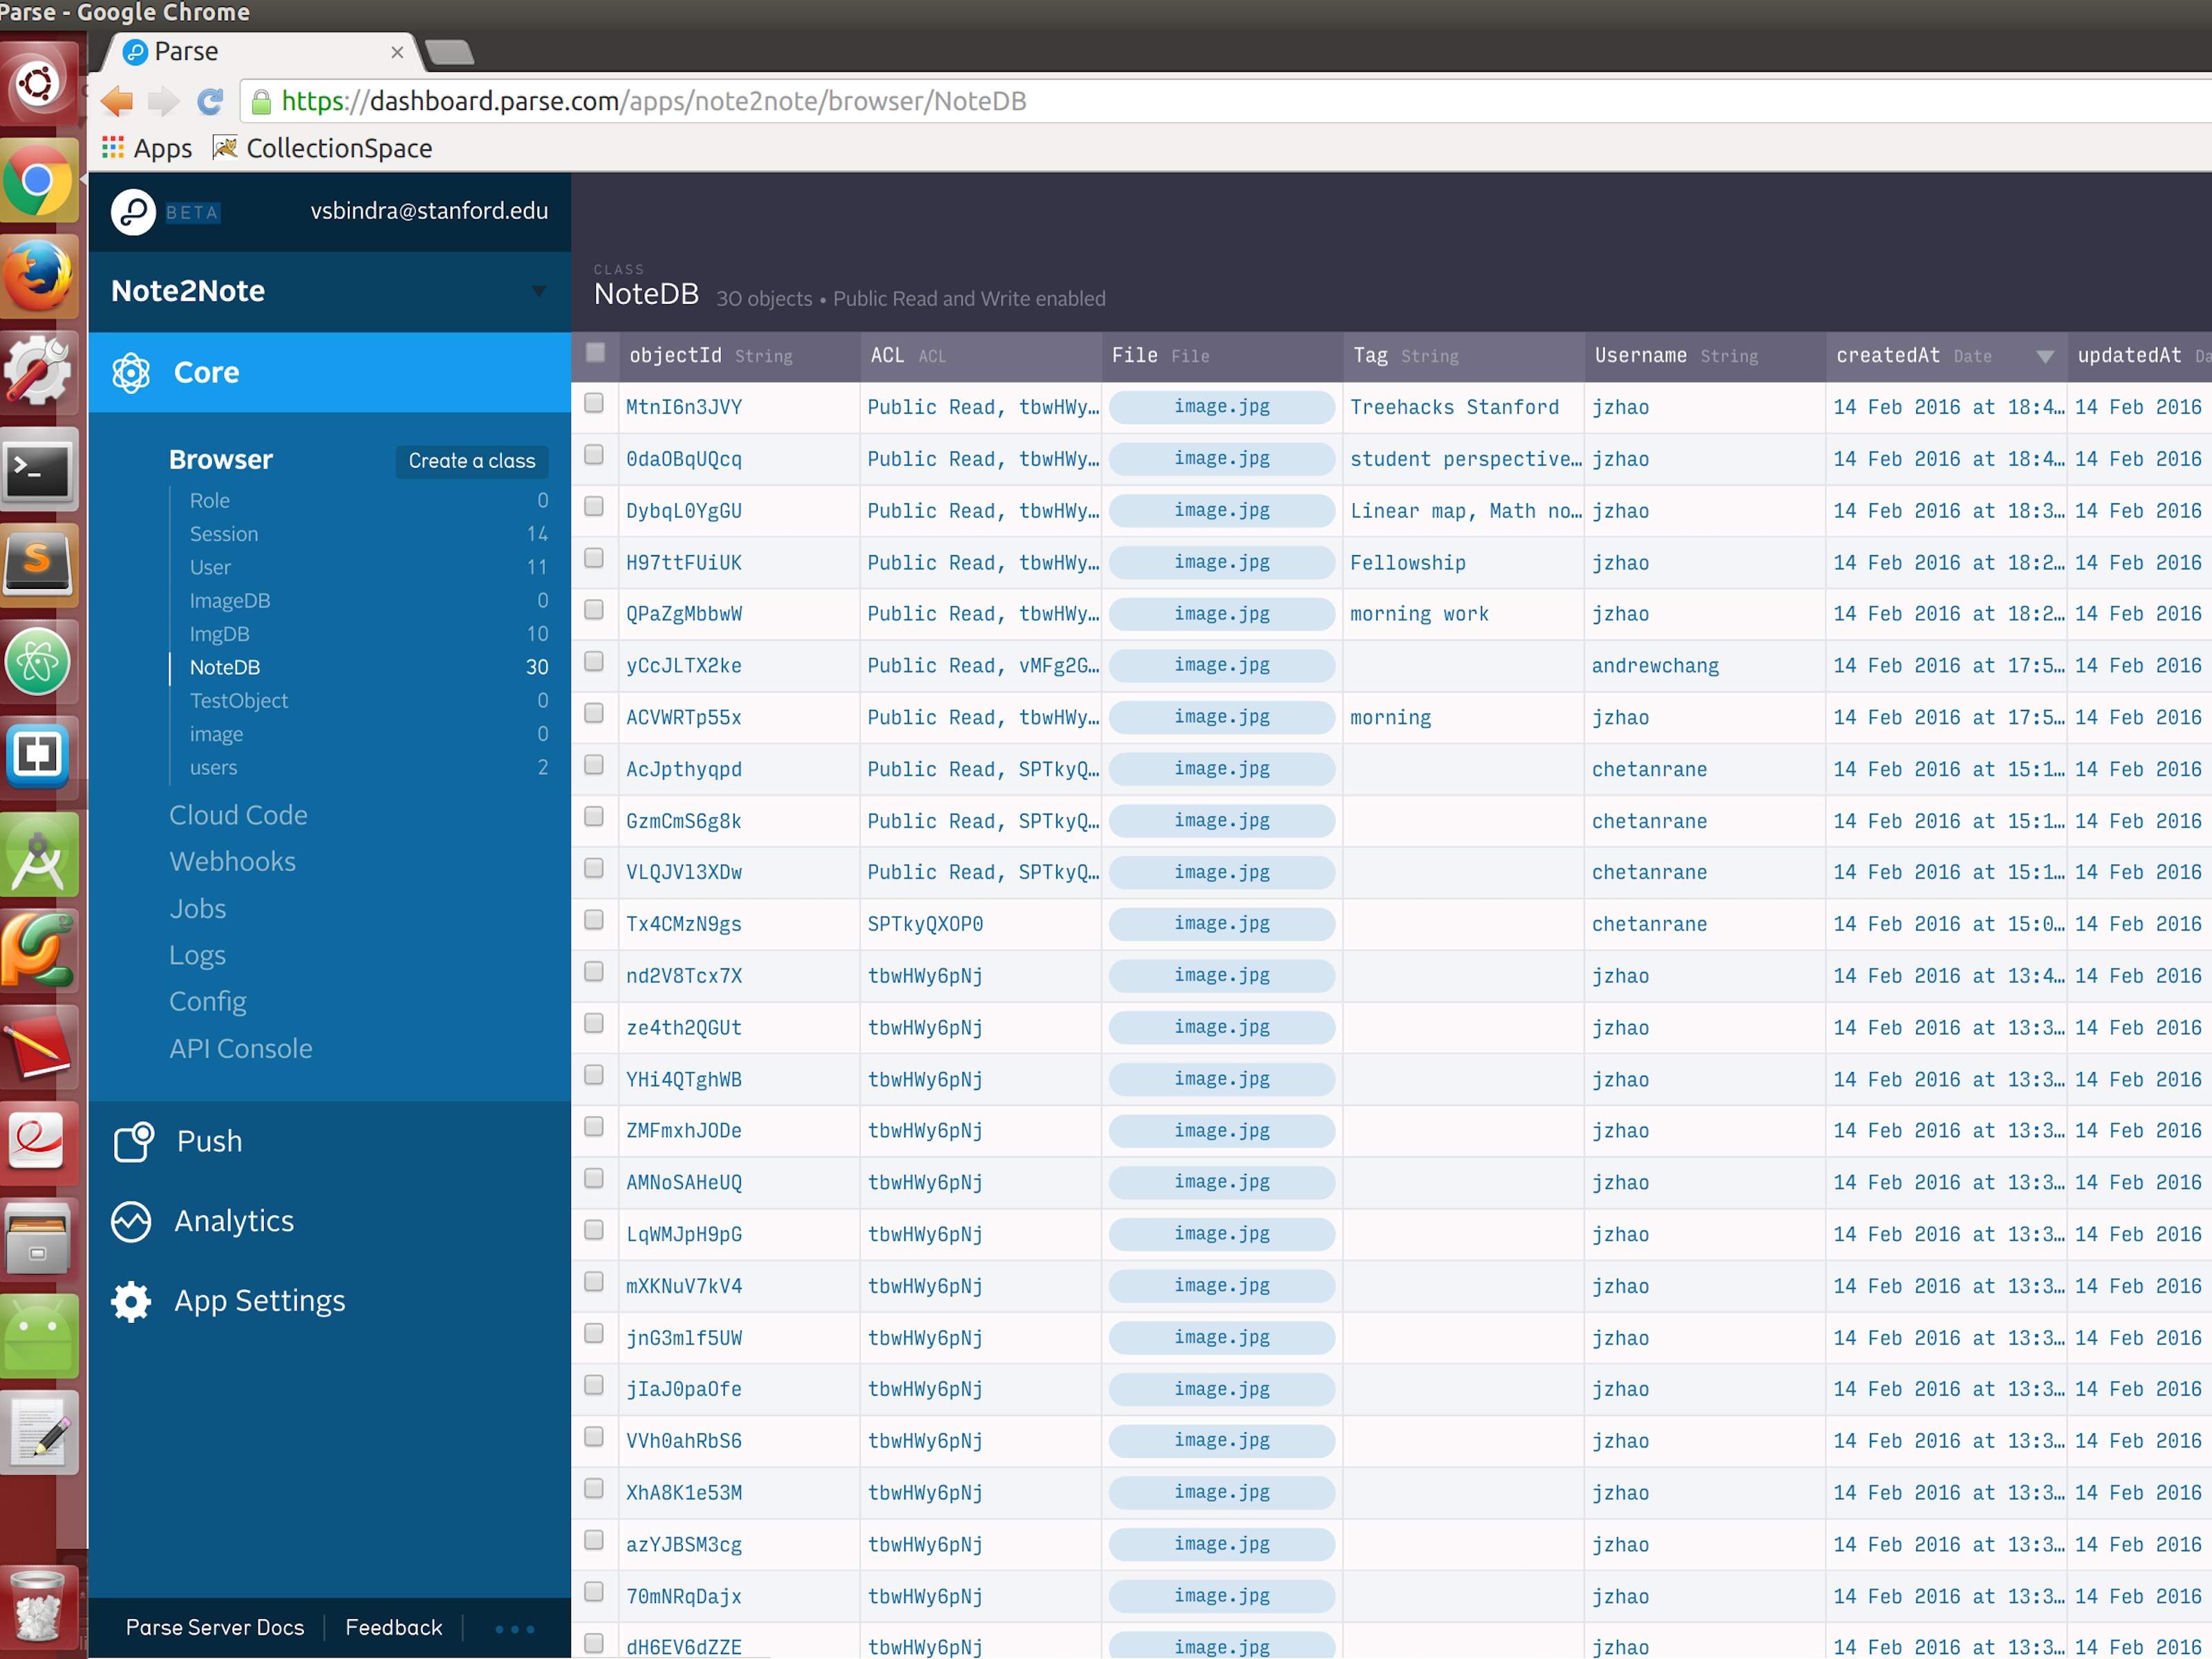 Parse - Google Chrome
Parse
https://dashboard.parse.com/apps/note2note/browser/NoteDB
Apps CollectionSpace
BETA vsbindra@stanford.edu
Note2Note
Core
Browser Create a class
Role 0
Session 14
User 11
ImageDB 0
ImgDB 10
NoteDB 30
TestObject 0
image 0
users 2
Cloud Code
Webhooks
Jobs
Logs
Config
API Console
Push
Analytics
App Settings
Parse Server Docs Feedback
CLASS
NoteDB 30 objects • Public Read and Write enabled
objectId String ACL ACL File File Tag String Username String createdAt Date updatedAt Da
MtnI6n3JVY Public Read, tbwHWy… image.jpg Treehacks Stanford jzhao 14 Feb 2016 at 18:4… 14 Feb 2016
0daOBqUQcq Public Read, tbwHWy… image.jpg student perspective… jzhao 14 Feb 2016 at 18:4… 14 Feb 2016
DybqL0YgGU Public Read, tbwHWy… image.jpg Linear map, Math no… jzhao 14 Feb 2016 at 18:3… 14 Feb 2016
H97ttFUiUK Public Read, tbwHWy… image.jpg Fellowship jzhao 14 Feb 2016 at 18:2… 14 Feb 2016
QPaZgMbbwW Public Read, tbwHWy… image.jpg morning work jzhao 14 Feb 2016 at 18:2… 14 Feb 2016
yCcJLTX2ke Public Read, vMFg2G… image.jpg andrewchang 14 Feb 2016 at 17:5… 14 Feb 2016
ACVWRTp55x Public Read, tbwHWy… image.jpg morning jzhao 14 Feb 2016 at 17:5… 14 Feb 2016
AcJpthyqpd Public Read, SPTkyQ… image.jpg chetanrane 14 Feb 2016 at 15:1… 14 Feb 2016
GzmCmS6g8k Public Read, SPTkyQ… image.jpg chetanrane 14 Feb 2016 at 15:1… 14 Feb 2016
VLQJVl3XDw Public Read, SPTkyQ… image.jpg chetanrane 14 Feb 2016 at 15:1… 14 Feb 2016
Tx4CMzN9gs SPTkyQXOP0 image.jpg chetanrane 14 Feb 2016 at 15:0… 14 Feb 2016
nd2V8Tcx7X tbwHWy6pNj image.jpg jzhao 14 Feb 2016 at 13:4… 14 Feb 2016
ze4th2QGUt tbwHWy6pNj image.jpg jzhao 14 Feb 2016 at 13:3… 14 Feb 2016
YHi4QTghWB tbwHWy6pNj image.jpg jzhao 14 Feb 2016 at 13:3… 14 Feb 2016
ZMFmxhJODe tbwHWy6pNj image.jpg jzhao 14 Feb 2016 at 13:3… 14 Feb 2016
AMNoSAHeUQ tbwHWy6pNj image.jpg jzhao 14 Feb 2016 at 13:3… 14 Feb 2016
LqWMJpH9pG tbwHWy6pNj image.jpg jzhao 14 Feb 2016 at 13:3… 14 Feb 2016
mXKNuV7kV4 tbwHWy6pNj image.jpg jzhao 14 Feb 2016 at 13:3… 14 Feb 2016
jnG3mlf5UW tbwHWy6pNj image.jpg jzhao 14 Feb 2016 at 13:3… 14 Feb 2016
jIaJ0paOfe tbwHWy6pNj image.jpg jzhao 14 Feb 2016 at 13:3… 14 Feb 2016
VVh0ahRbS6 tbwHWy6pNj image.jpg jzhao 14 Feb 2016 at 13:3… 14 Feb 2016
XhA8K1e53M tbwHWy6pNj image.jpg jzhao 14 Feb 2016 at 13:3… 14 Feb 2016
azYJBSM3cg tbwHWy6pNj image.jpg jzhao 14 Feb 2016 at 13:3… 14 Feb 2016
70mNRqDajx tbwHWy6pNj image.jpg jzhao 14 Feb 2016 at 13:3… 14 Feb 2016
dH6EV6dZZE tbwHWy6pNj image.jpg jzhao 14 Feb 2016 at 13:3… 14 Feb 2016